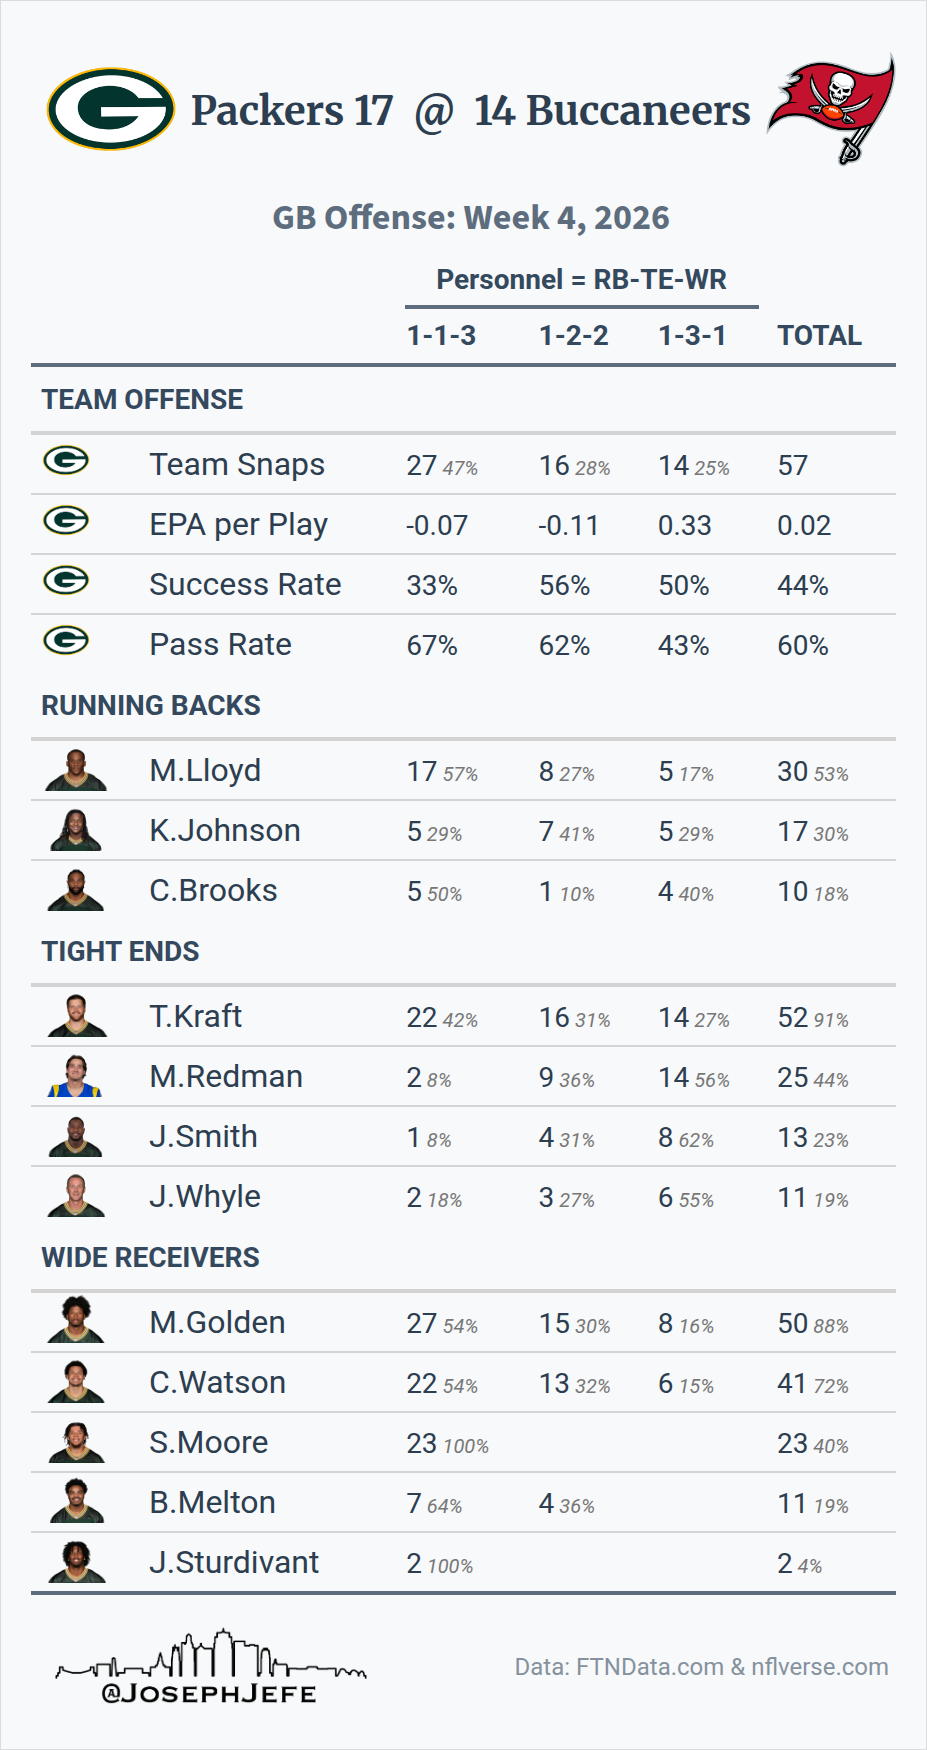 Packers 17 @ 14 Buccaneers
GB Offense: Week 4, 2026
Personnel = RB-TE-WR
1-1-3 1-2-2 1-3-1 TOTAL
TEAM OFFENSE
Team Snaps 27 47% 16 28% 14 25% 57
EPA per Play -0.07 -0.11 0.33 0.02
Success Rate 33% 56% 50% 44%
Pass Rate 67% 62% 43% 60%
RUNNING BACKS
M.Lloyd 17 57% 8 27% 5 17% 30 53%
K.Johnson 5 29% 7 41% 5 29% 17 30%
C.Brooks 5 50% 1 10% 4 40% 10 18%
TIGHT ENDS
T.Kraft 22 42% 16 31% 14 27% 52 91%
M.Redman 2 8% 9 36% 14 56% 25 44%
J.Smith 1 8% 4 31% 8 62% 13 23%
J.Whyle 2 18% 3 27% 6 55% 11 19%
WIDE RECEIVERS
M.Golden 27 54% 15 30% 8 16% 50 88%
C.Watson 22 54% 13 32% 6 15% 41 72%
S.Moore 23 100% 23 40%
B.Melton 7 64% 4 36% 11 19%
J.Sturdivant 2 100% 2 4%
@JosephJefe
Data: FTNData.com & nflverse.com